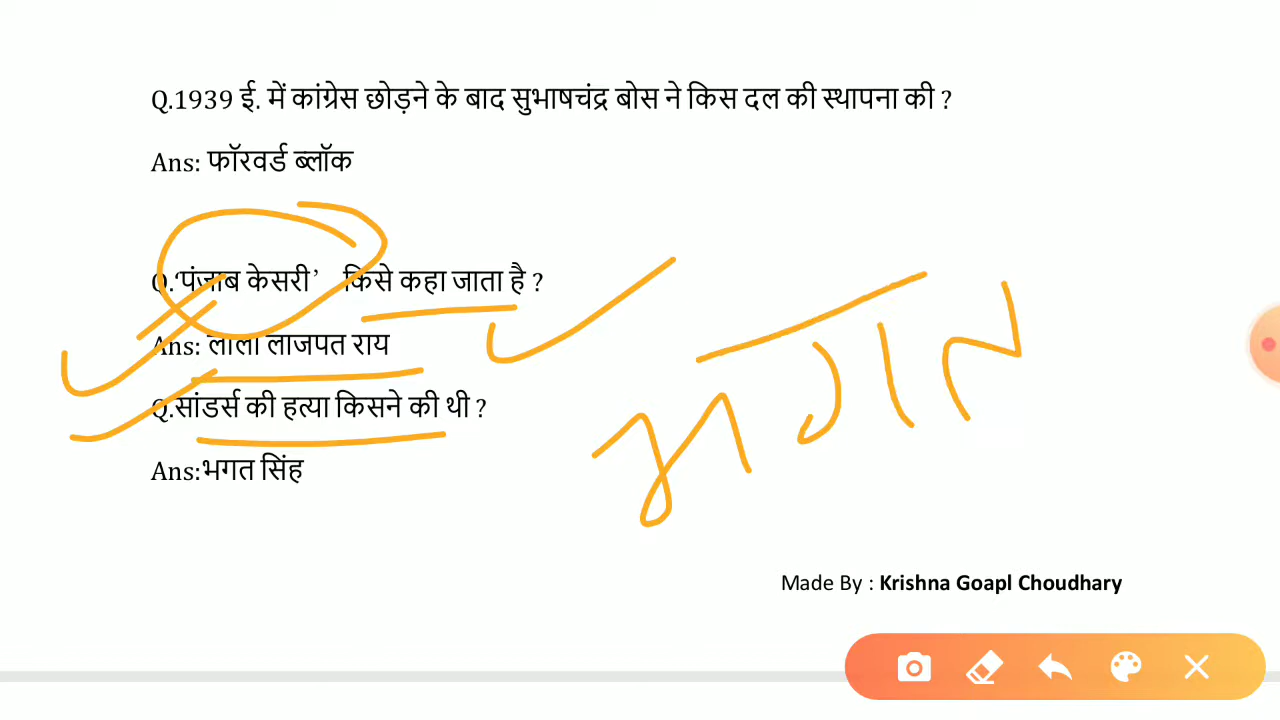 Q.1939 ई. में कांग्रेस छोड़ने के बाद सुभाषचंद्र बोस ने किस दल की स्थापना की ?
Ans: फॉरवर्ड ब्लॉक
Q.‘पंजाब केसरी’ किसे कहा जाता है ?
Ans: लाला लाजपत राय
Q.सांडर्स की हत्या किसने की थी ?
Ans:भगत सिंह
भगत
Made By : Krishna Goapl Choudhary